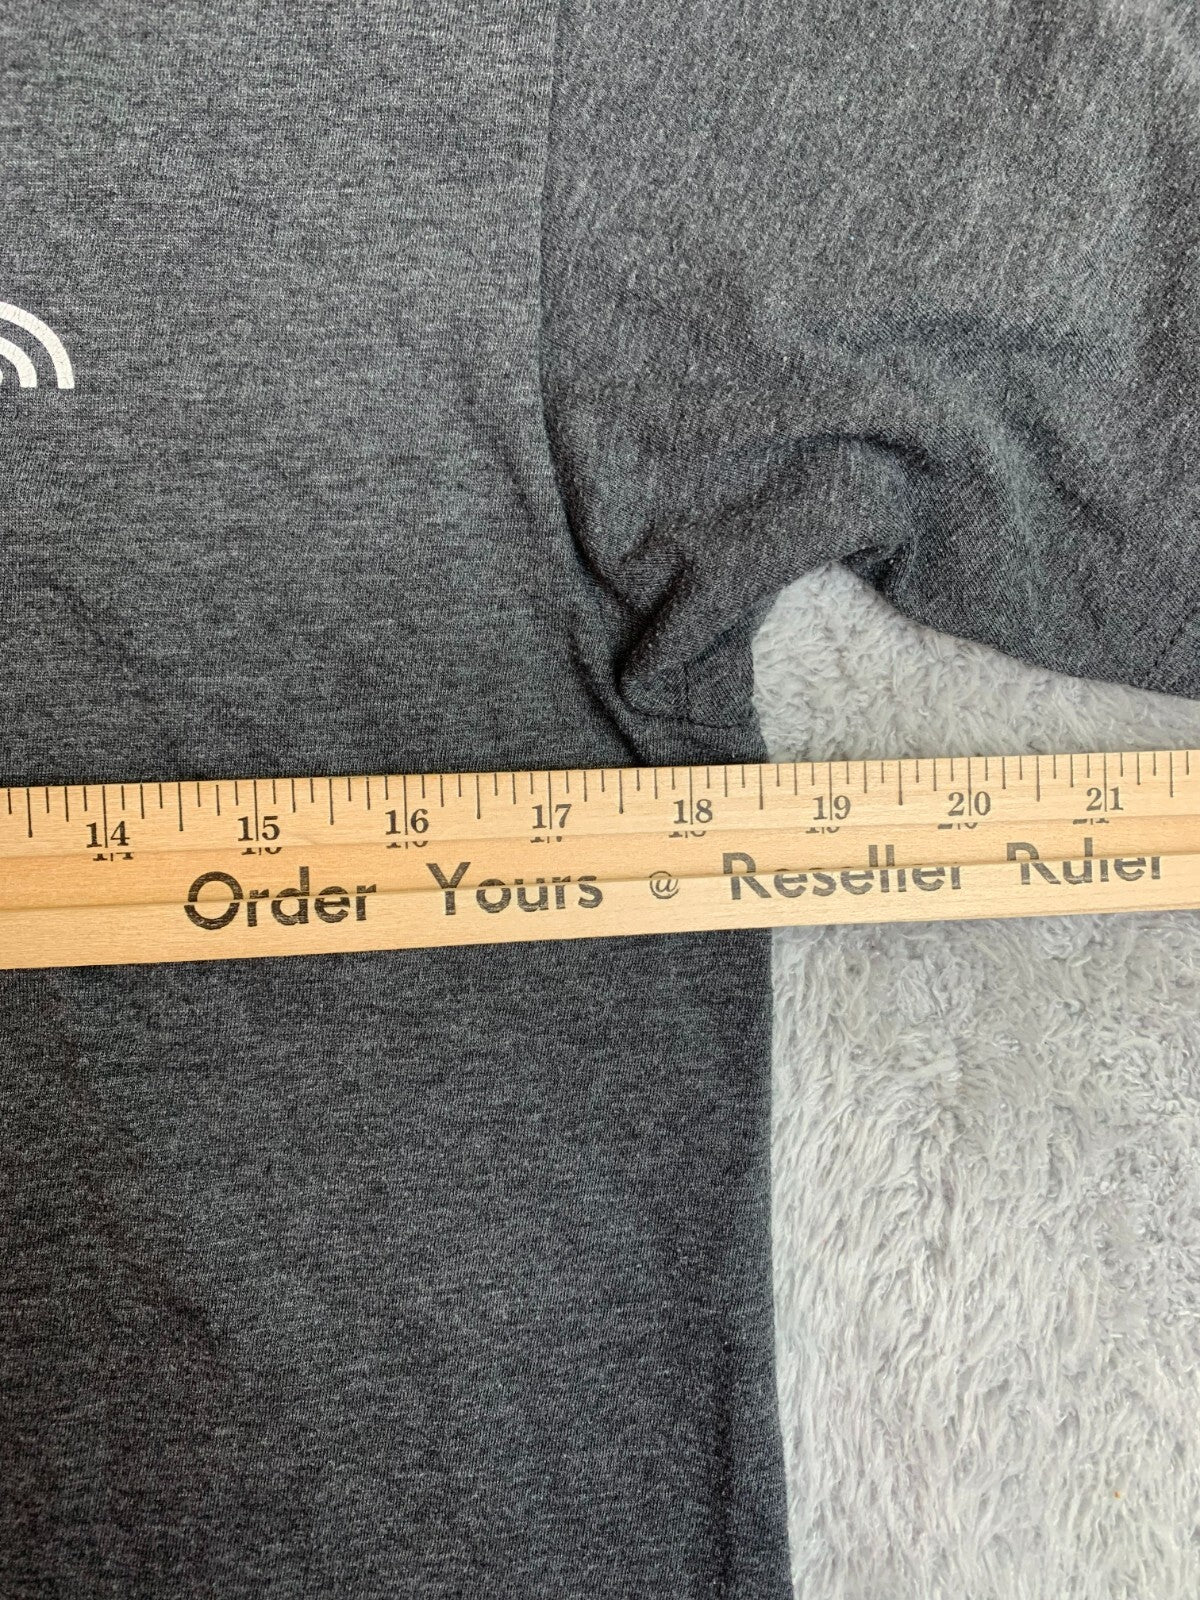 14 15 16 17 18 19 20 21
Order Yours @ Reseller Ruler